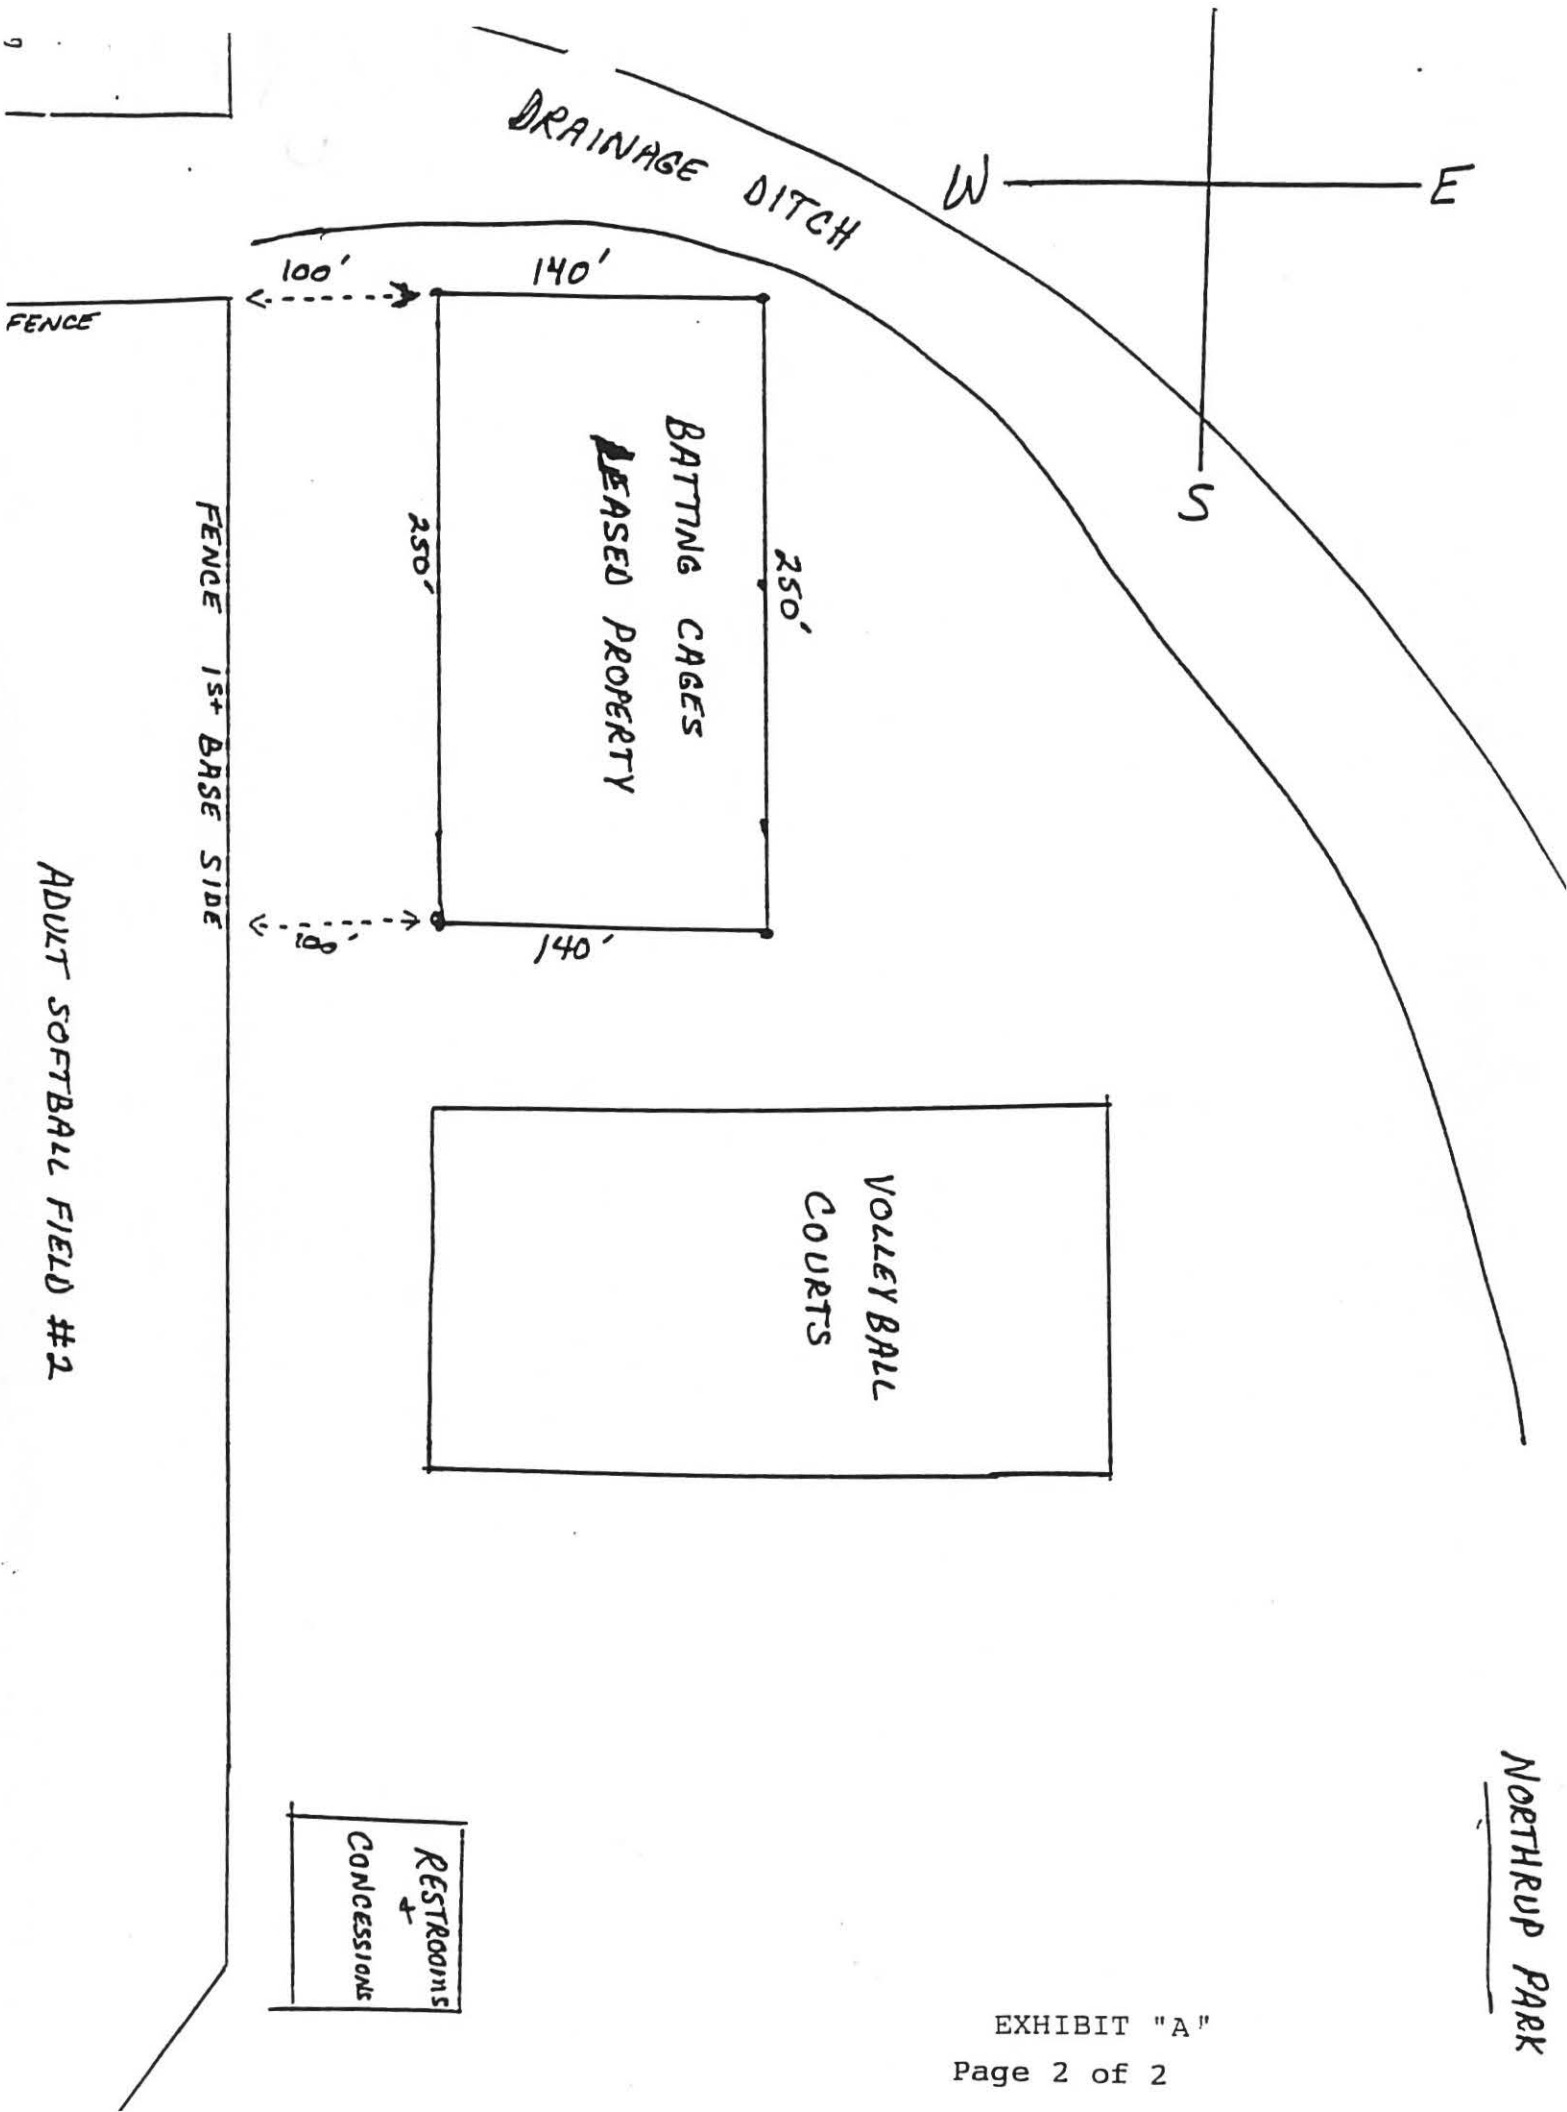 W
E
S
DRAINAGE DITCH
100'
140'
FENCE
BATTING CAGES
LEASED PROPERTY
250'
250'
FENCE 1st BASE SIDE
100'
140'
ADULT SOFTBALL FIELD #2
VOLLEYBALL
COURTS
NORTHRUP PARK
RESTROOMS
+
CONCESSIONS
EXHIBIT "A"
Page 2 of 2